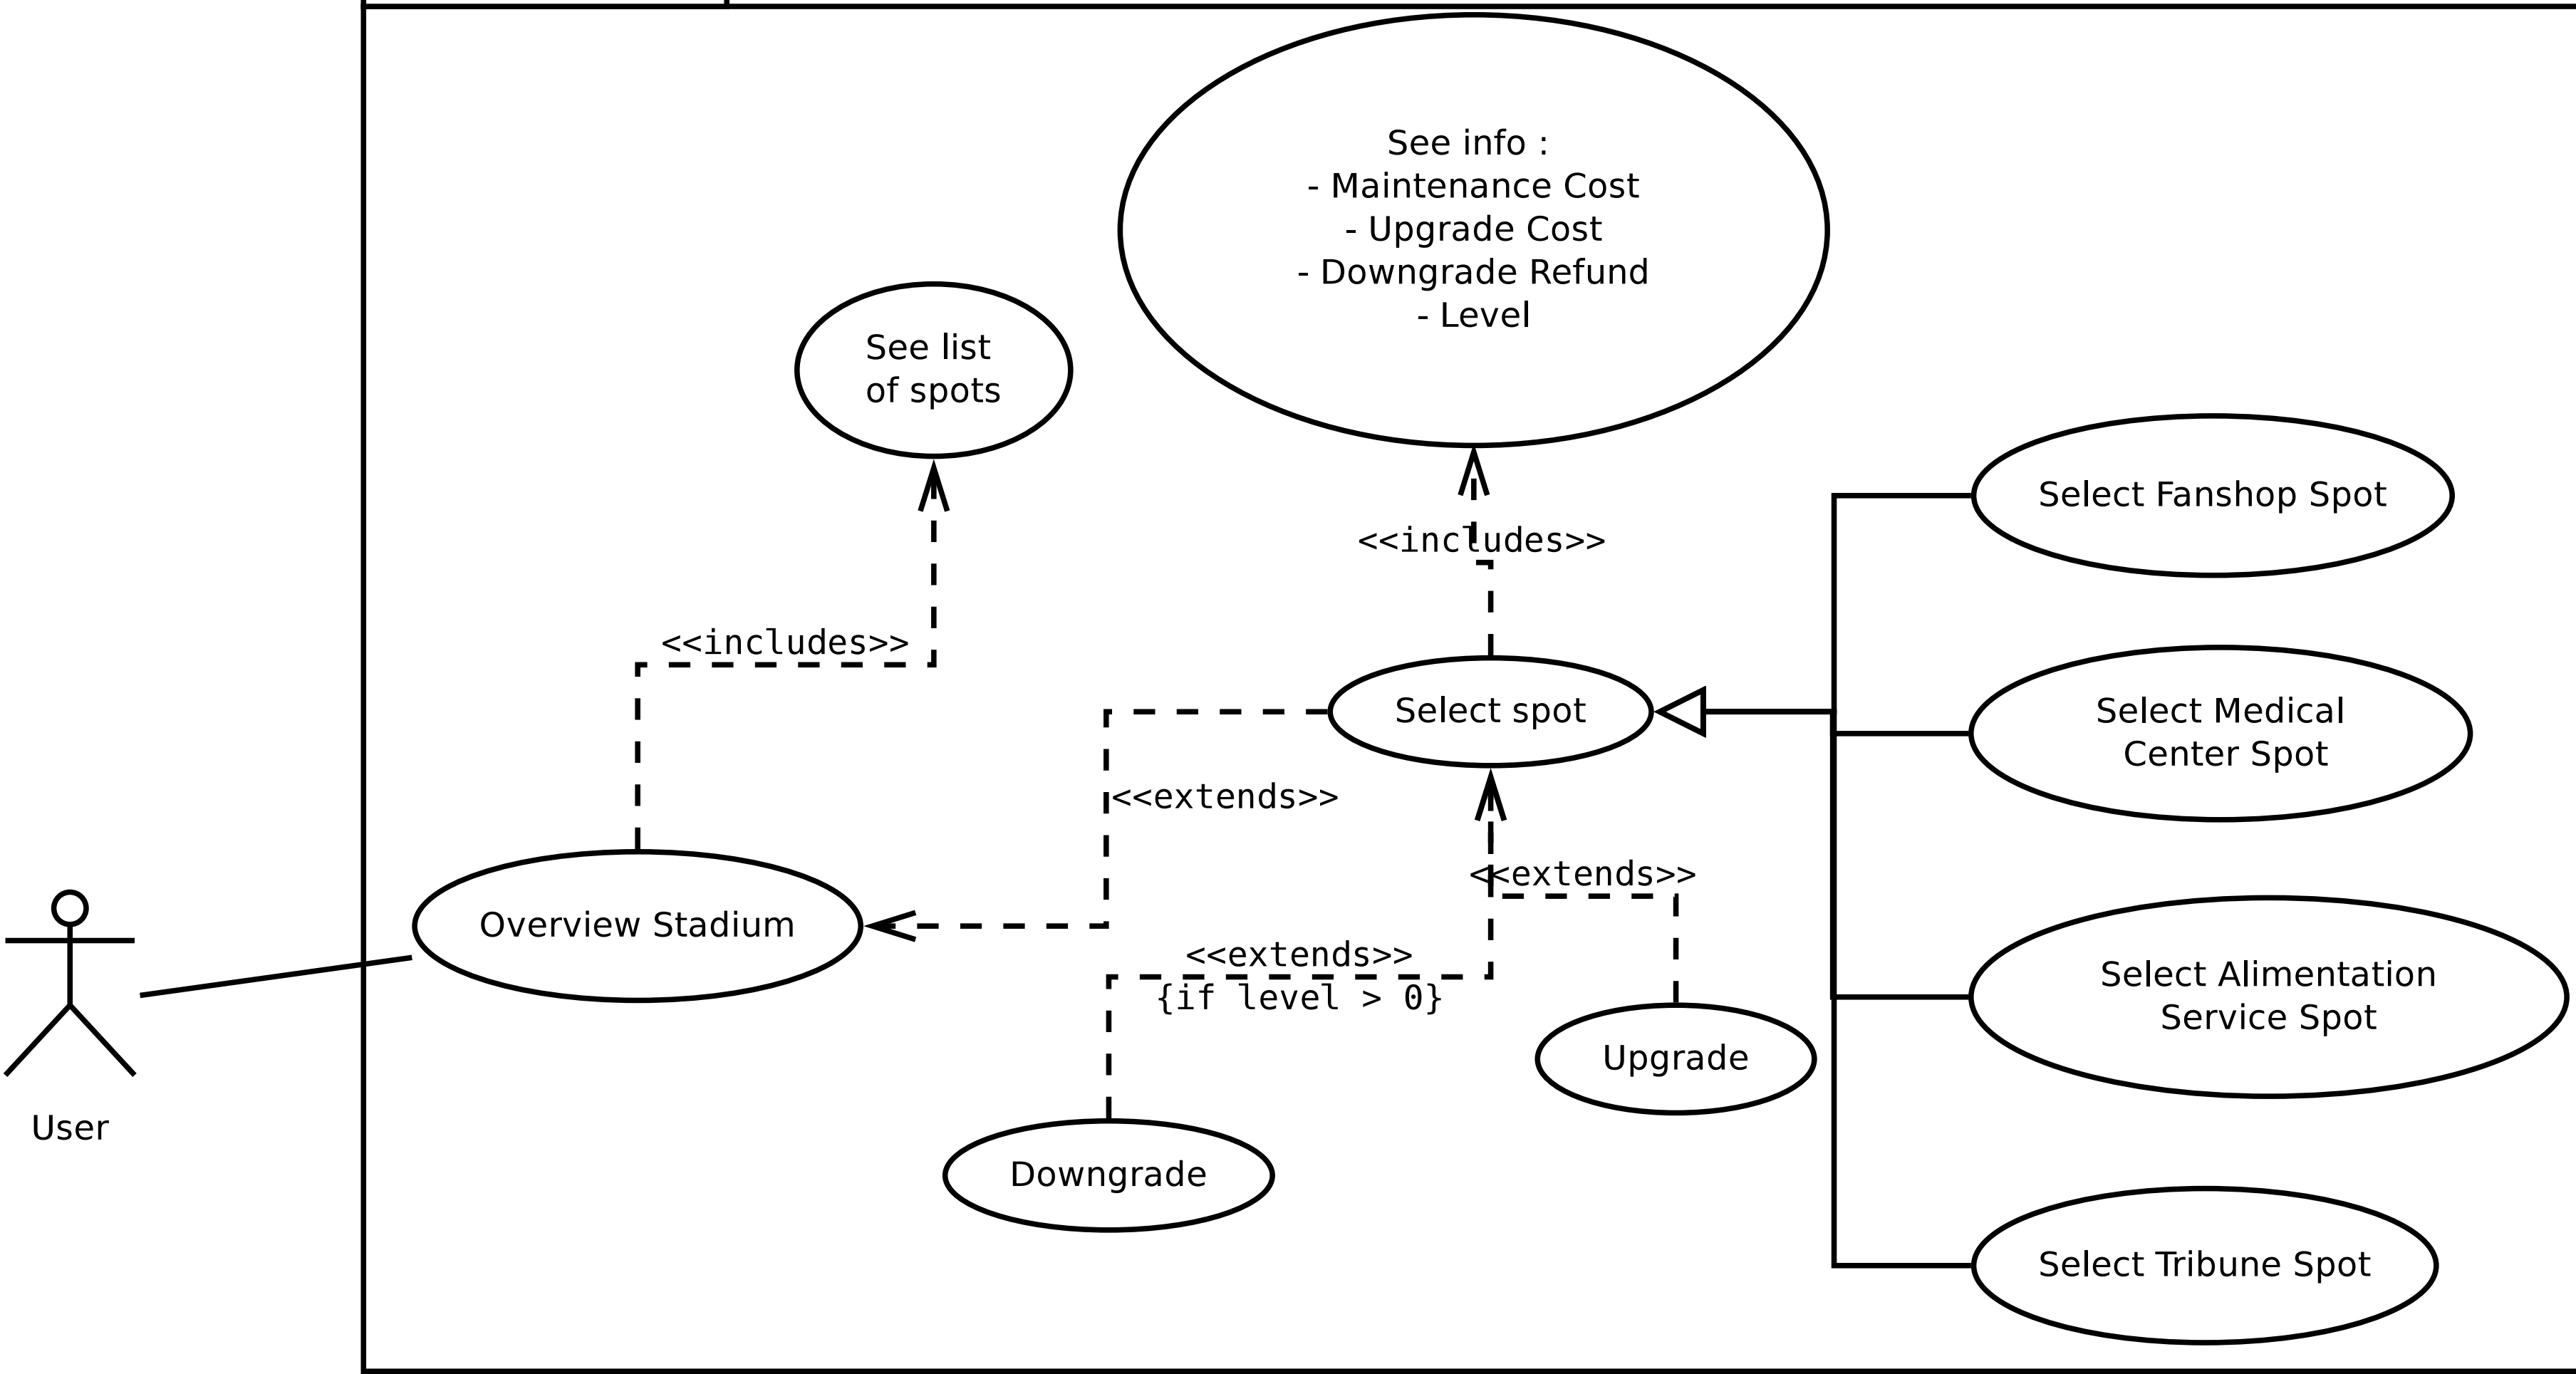 See info :
- Maintenance Cost
- Upgrade Cost
- Downgrade Refund
- Level
See list
of spots
Select Fanshop Spot
<<includes>>
<<includes>>
Select spot
Select Medical
Center Spot
<<extends>>
<<extends>>
Overview Stadium
<<extends>>
{if level > 0}
Select Alimentation
Service Spot
Upgrade
User
Downgrade
Select Tribune Spot